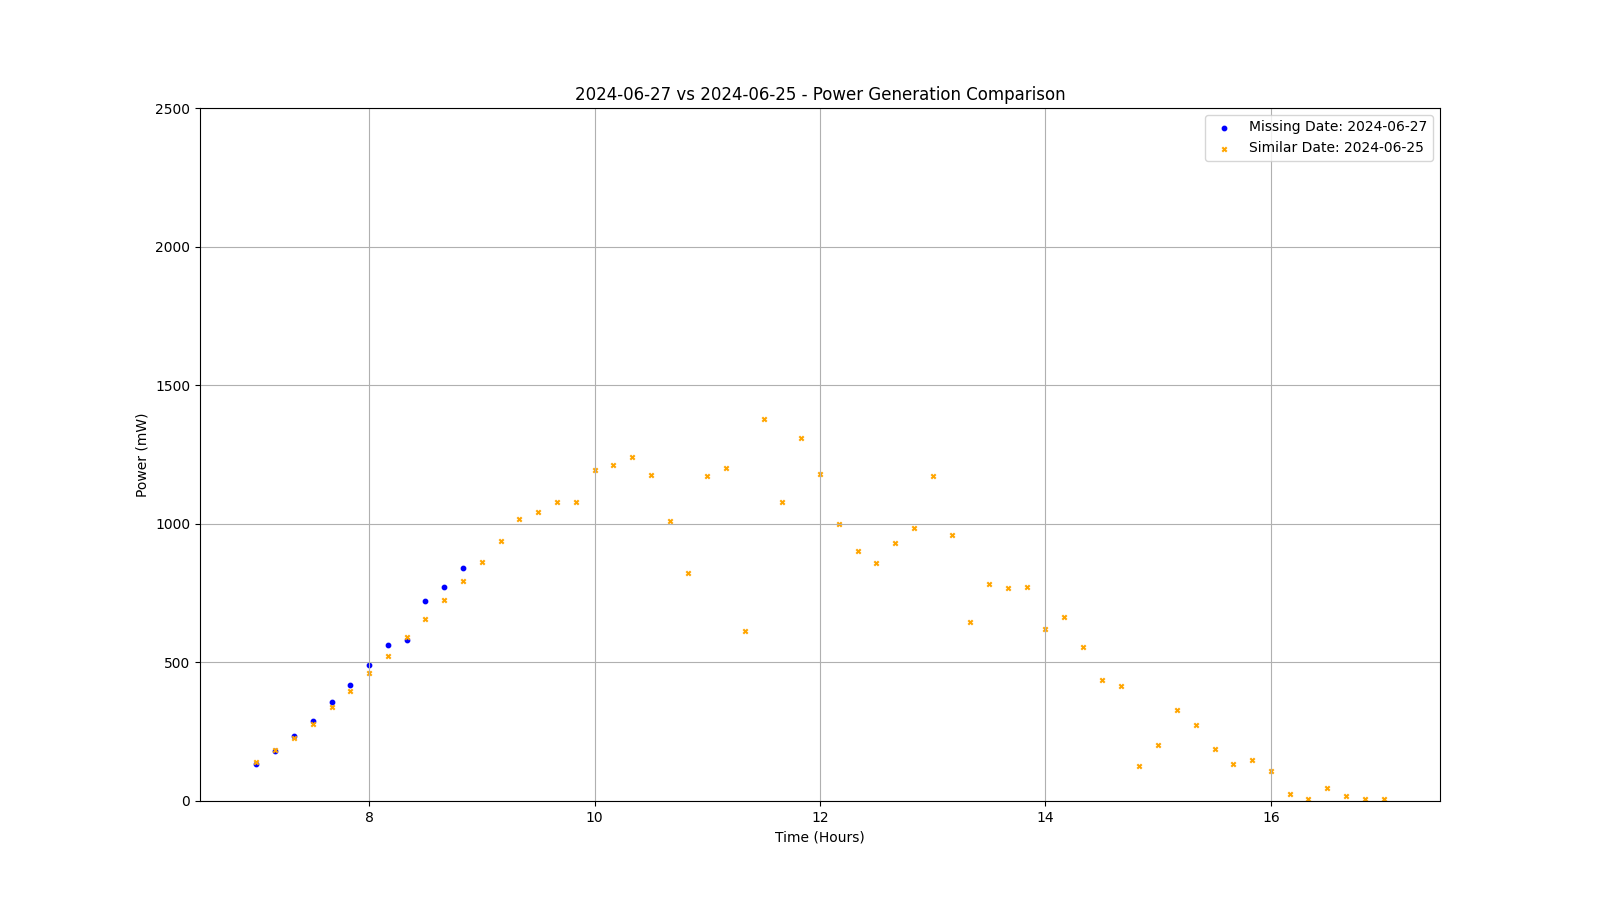 2024-06-27 vs 2024-06-25 - Power Generation Comparison
Missing Date: 2024-06-27
Similar Date: 2024-06-25
2500
2000
1500
1000
500
0
Power (mW)
8
10
12
14
16
Time (Hours)